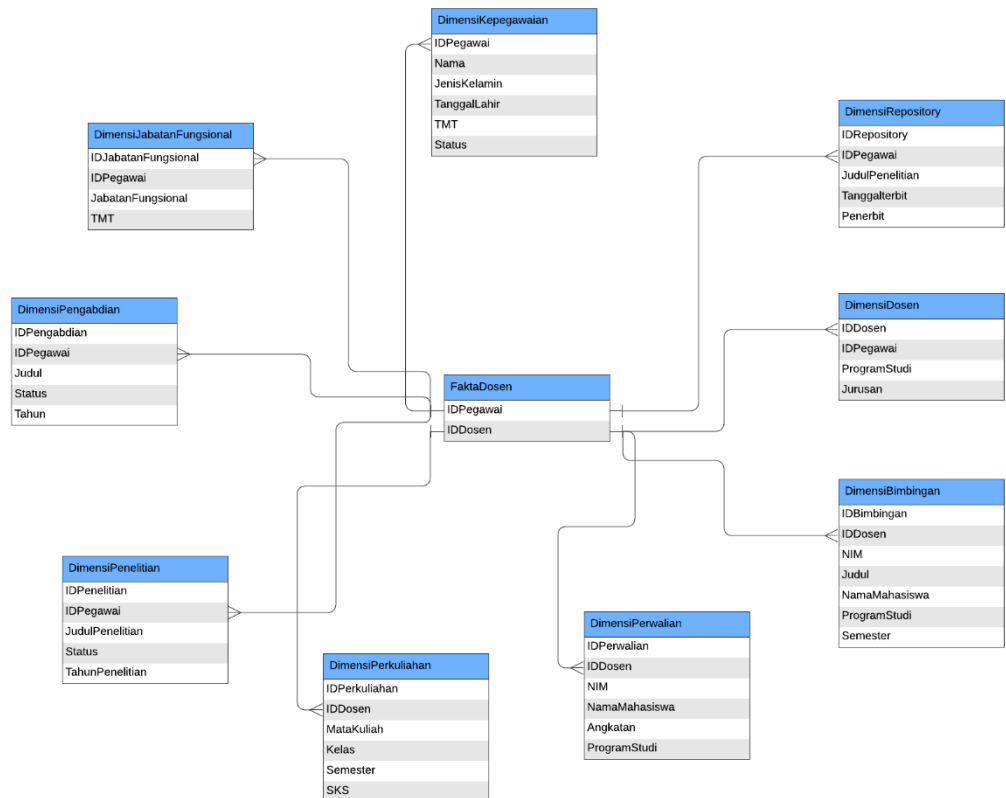 DimensiKepegawaian
IDPegawai
Nama
JenisKelamin
TanggalLahir
TMT
Status
DimensiRepository
IDRepository
IDPegawai
JudulPenelitian
Tanggalterbit
Penerbit
DimensiJabatanFungsional
IDJabatanFungsional
IDPegawai
JabatanFungsional
TMT
DimensiPengabdian
IDPengabdian
IDPegawai
Judul
Status
Tahun
DimensiDosen
IDDosen
IDPegawai
ProgramStudi
Jurusan
FaktaDosen
IDPegawai
IDDosen
DimensiBimbingan
IDBimbingan
IDDosen
NIM
Judul
NamaMahasiswa
ProgramStudi
Semester
DimensiPenelitian
IDPenelitian
IDPegawai
JudulPenelitian
Status
TahunPenelitian
DimensiPerwalian
IDPerwalian
IDDosen
NIM
NamaMahasiswa
Angkatan
ProgramStudi
DimensiPerkuliahan
IDPerkuliahan
IDDosen
MataKuliah
Kelas
Semester
SKS